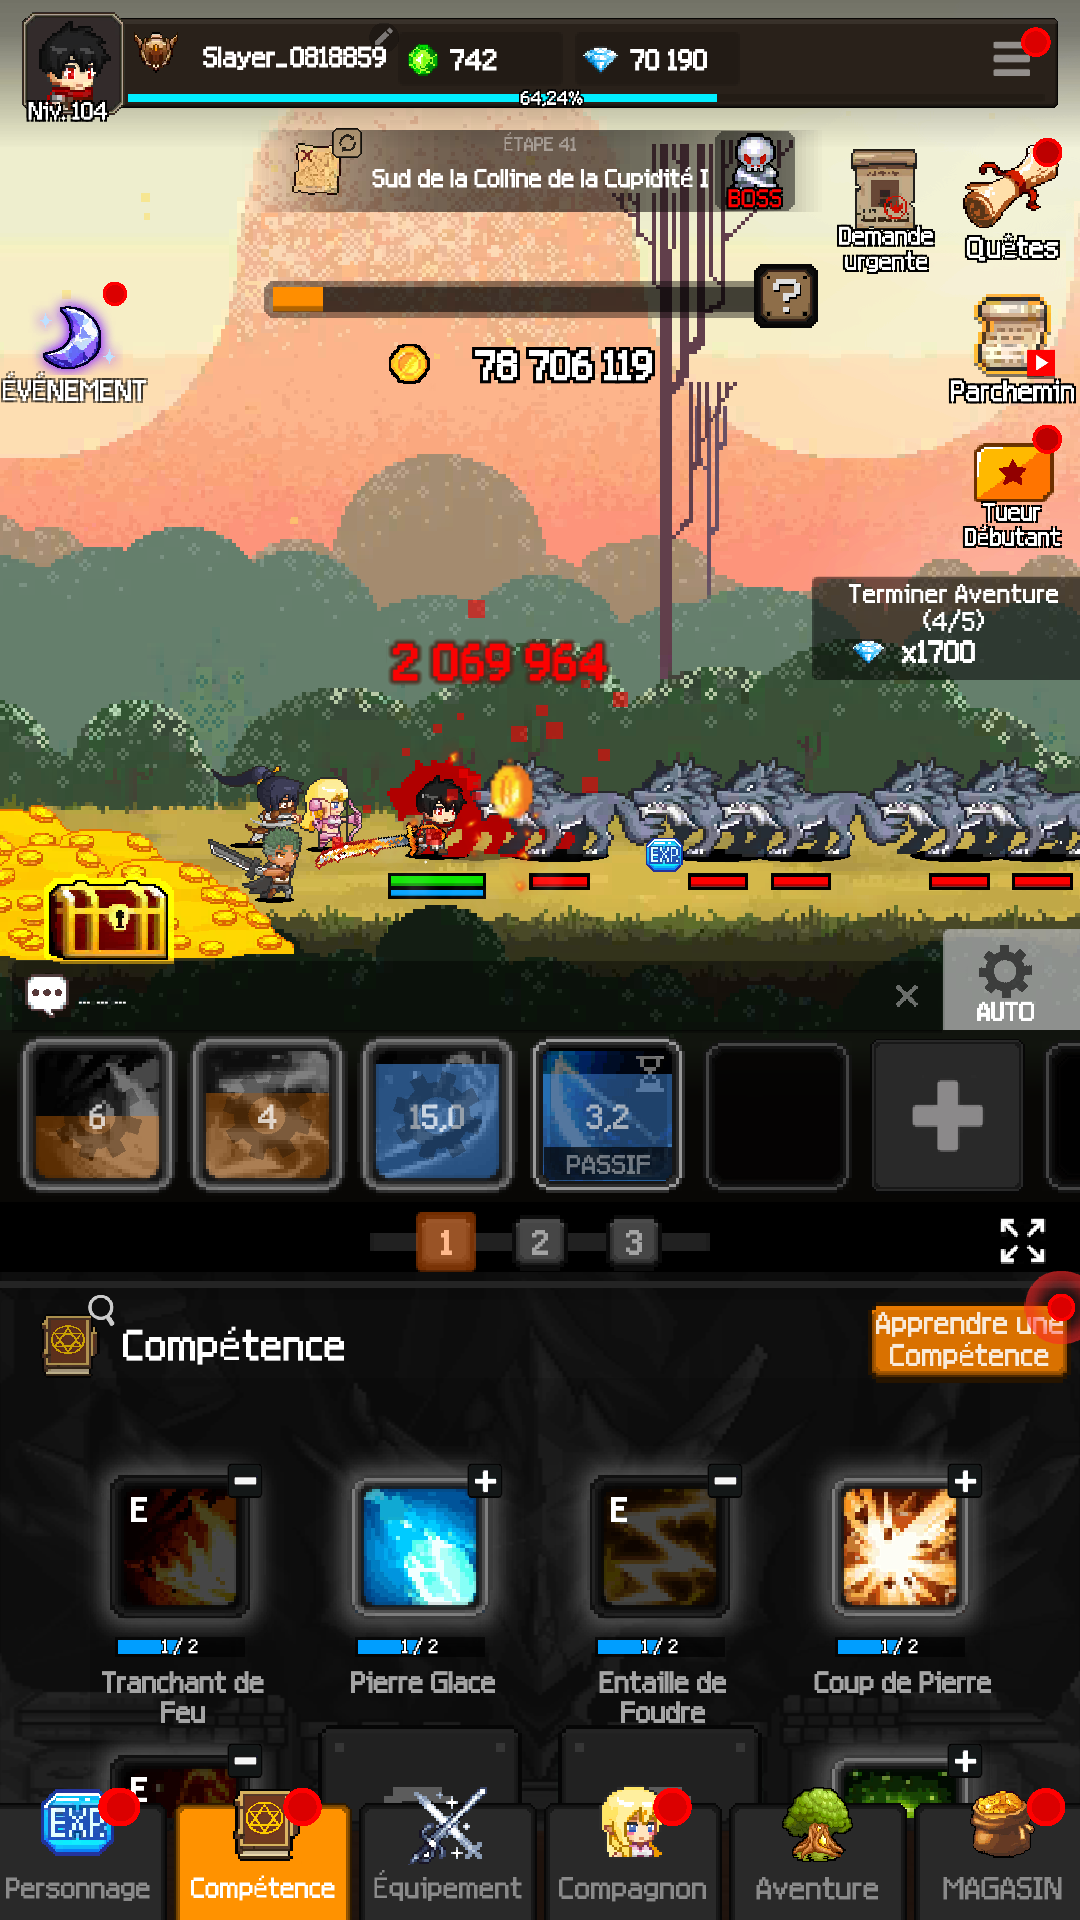 Slayer_0818859
742
70 190
Niv.104
64,24%
ÉTAPE 41
Sud de la Colline de la Cupidité I
BOSS
Demande
urgente
Quêtes
ÉVÉNEMENT
?
78 706 119
Parchemin
Tueur
Débutant
Terminer Aventure
(4/5)
x1700
2 069 964
EXP.
... ... ...
AUTO
6
4
15,0
3,2
PASSIF
1
2
3
Compétence
Apprendre une
Compétence
E
E
1 / 2
1 / 2
1 / 2
1 / 2
Tranchant de
Feu
Pierre Glace
Entaille de
Foudre
Coup de Pierre
E
EXP.
Personnage
Compétence
Équipement
Compagnon
Aventure
MAGASIN